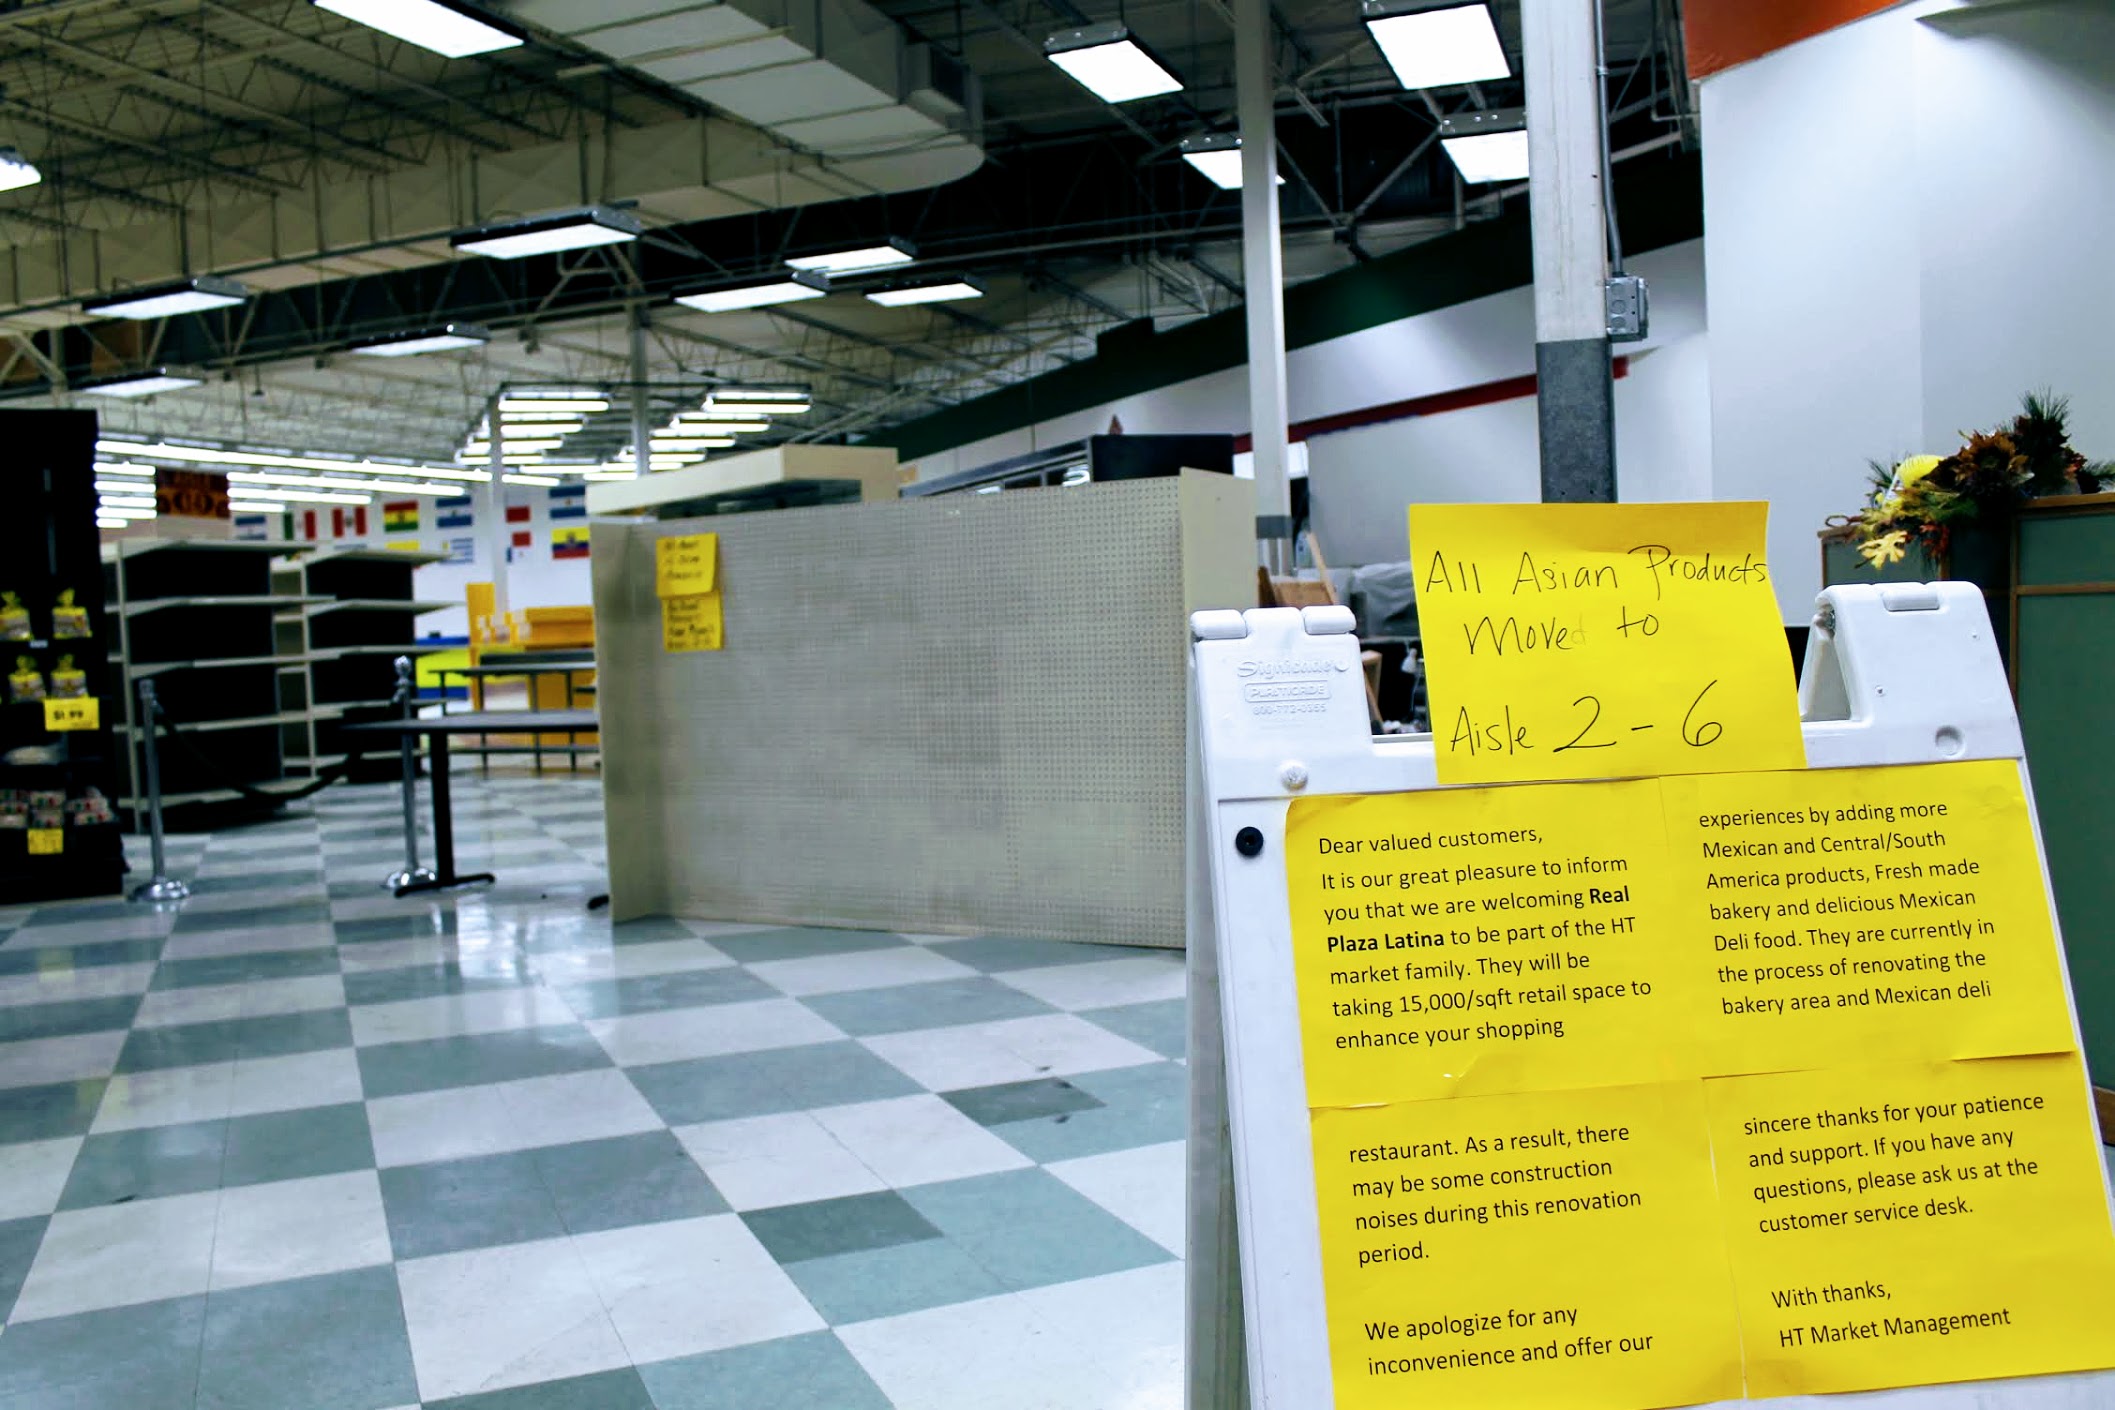 All Asian Products
Moved to
Aisle 2 - 6
Signicade
PLASTICADE
800-772-0355
Dear valued customers,
It is our great pleasure to inform
you that we are welcoming Real
Plaza Latina to be part of the HT
market family. They will be
taking 15,000/sqft retail space to
enhance your shopping
experiences by adding more
Mexican and Central/South
America products, Fresh made
bakery and delicious Mexican
Deli food. They are currently in
the process of renovating the
bakery area and Mexican deli
restaurant. As a result, there
may be some construction
noises during this renovation
period.
We apologize for any
inconvenience and offer our
sincere thanks for your patience
and support. If you have any
questions, please ask us at the
customer service desk.
With thanks,
HT Market Management
$1.99